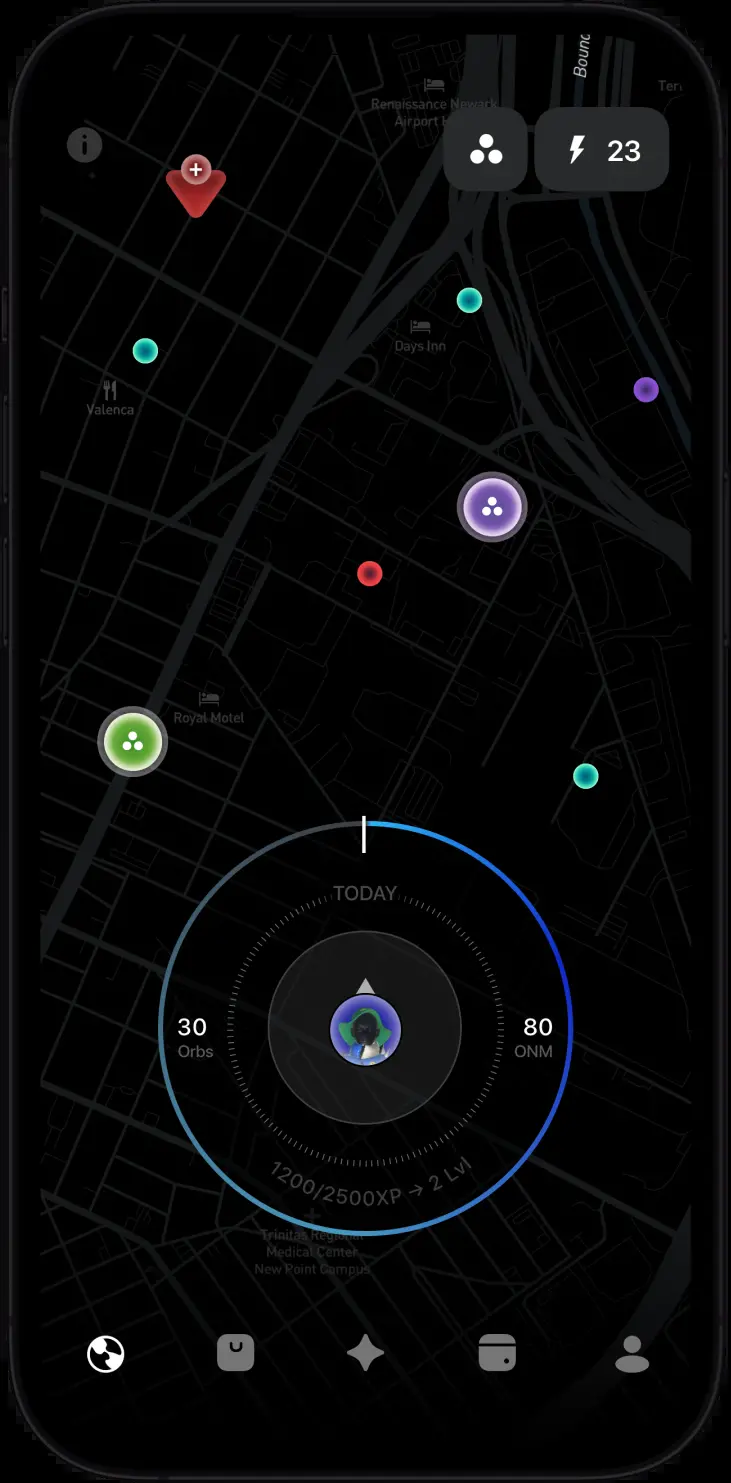 Bound
Renaissance Newark
Airport H
23
Days Inn
Valenca
Royal Motel
TODAY
30
Orbs
80
ONM
1200/2500XP → 2 Lvl
Trinitas Regional
Medical Center
New Point Campus